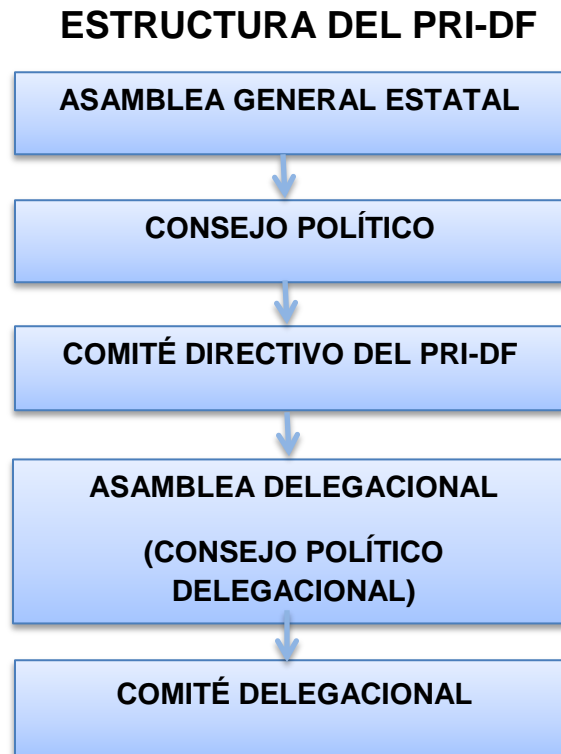 ESTRUCTURA DEL PRI-DF
ASAMBLEA GENERAL ESTATAL
CONSEJO POLÍTICO
COMITÉ DIRECTIVO DEL PRI-DF
ASAMBLEA DELEGACIONAL
(CONSEJO POLÍTICO
DELEGACIONAL)
COMITÉ DELEGACIONAL